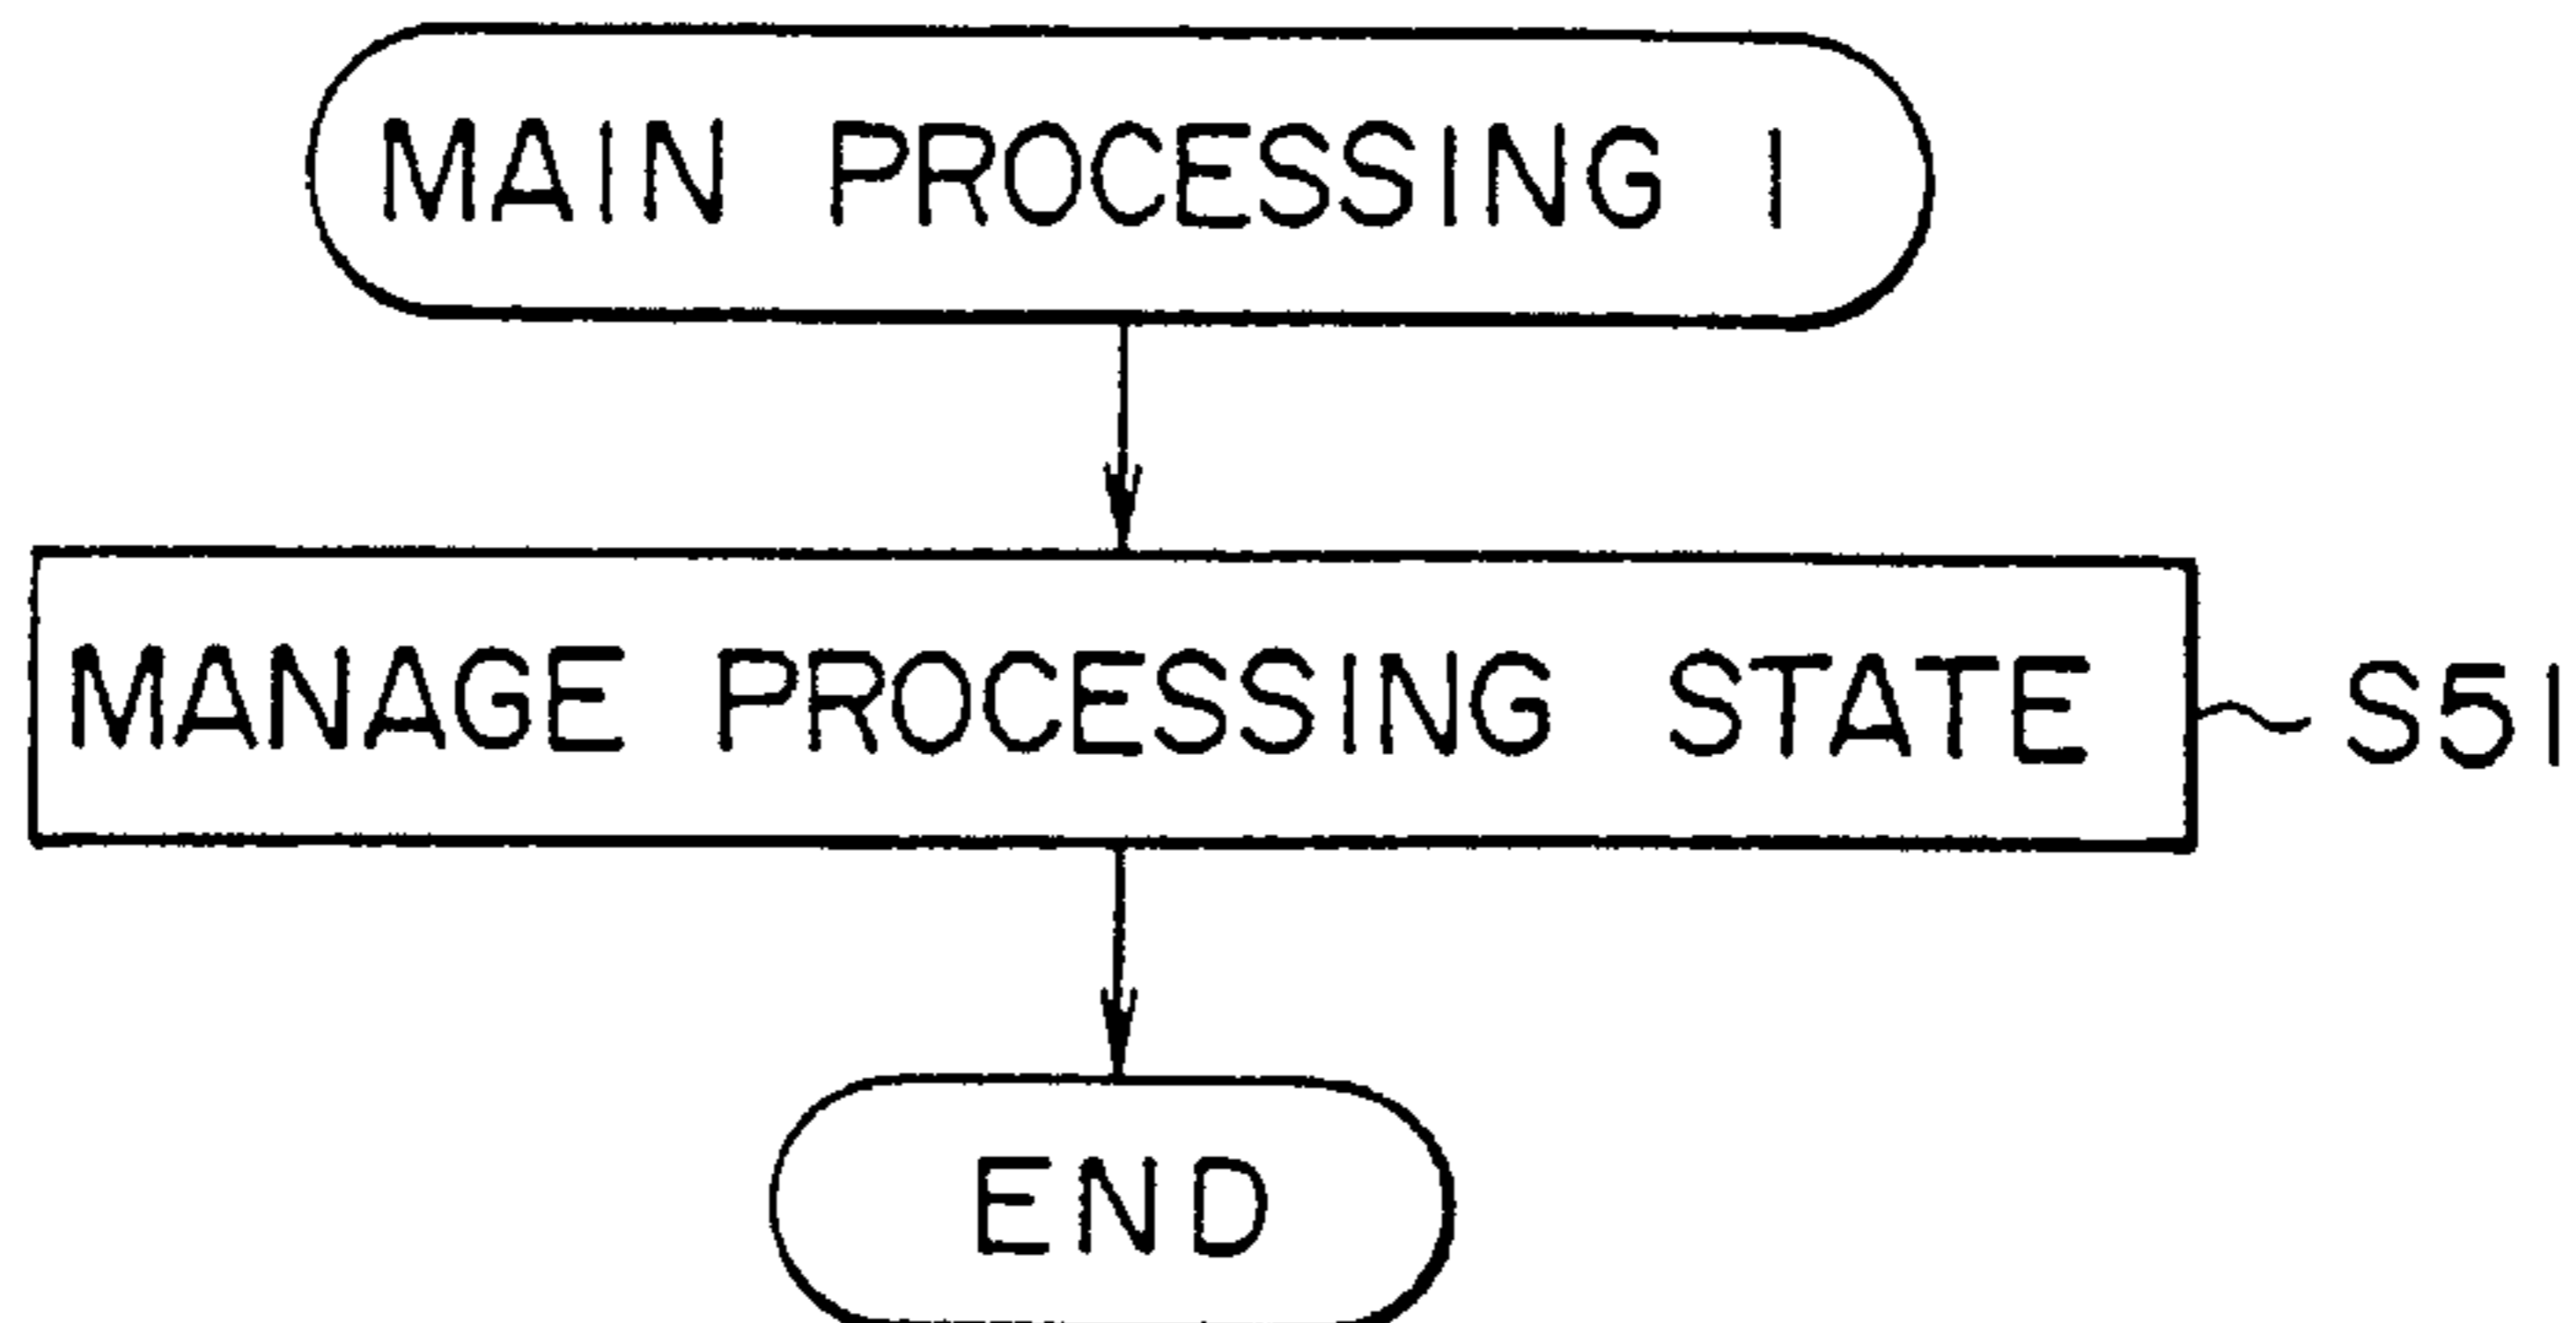 MAIN PROCESSING 1
MANAGE PROCESSING STATE
S51
END